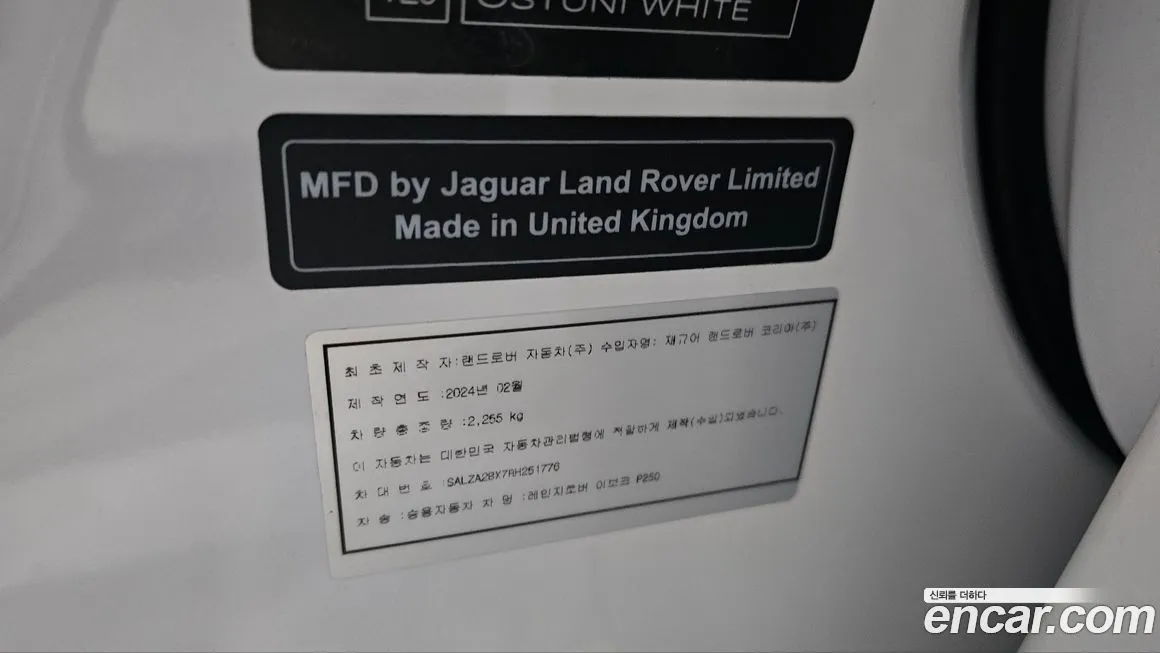 OSTUNI WHITE
MFD by Jaguar Land Rover Limited
Made in United Kingdom
최 초 제 작 자:랜드로버 자동차(주) 수입자명: 재규어 랜드로버 코리아(주)
제 작 연 도 :2024년 02월
차 량 총 중 량 :2,255 kg
이 자동차는 대한민국 자동차관리법령에 적합하게 제작(수입)되었습니다.
차 대 번 호 :SALZA2BX7RH251776
차 종 :승용자동차 차 명 :레인지로버 이보크 P250
신뢰를 더하다
encar.com